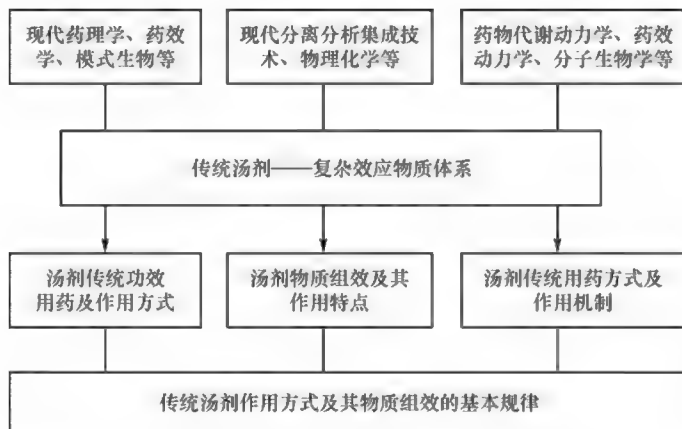 现代药理学、药效
学、模式生物等
现代分离分析集成技
术、物理化学等
药物代谢动力学、药效
动力学、分子生物学等
传统汤剂——复杂效应物质体系
汤剂传统功效
用药及作用方式
汤剂物质组效及其
作用特点
汤剂传统用药方式及
作用机制
传统汤剂作用方式及其物质组效的基本规律